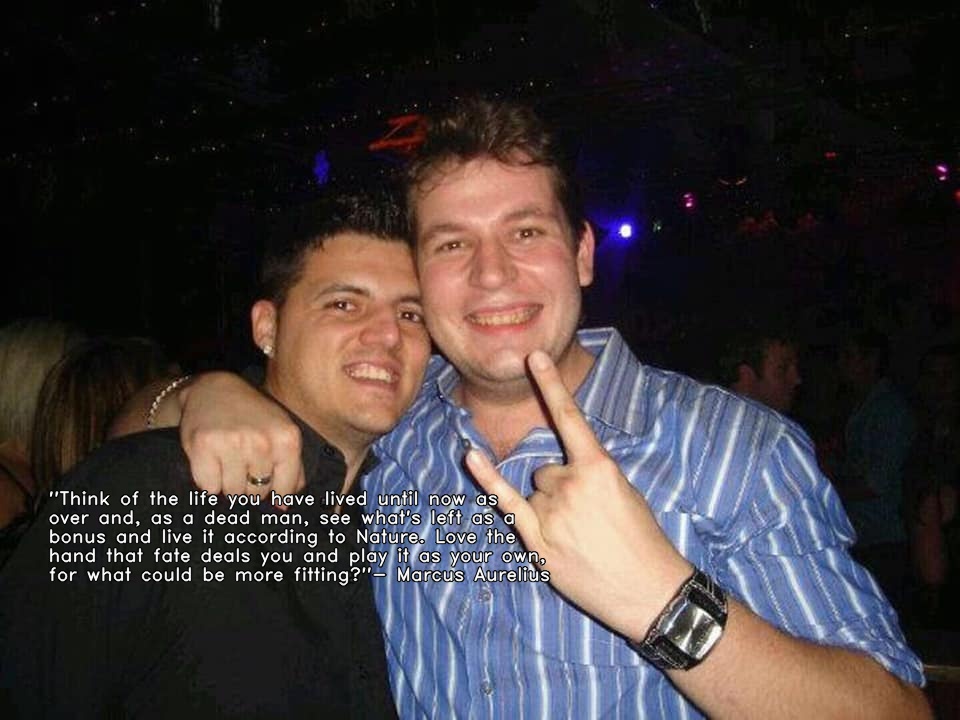 "Think of the life you have lived until now as
over and, as a dead man, see what's left as a
bonus and live it according to Nature. Love the
hand that fate deals you and play it as your own,
for what could be more fitting?"– Marcus Aurelius